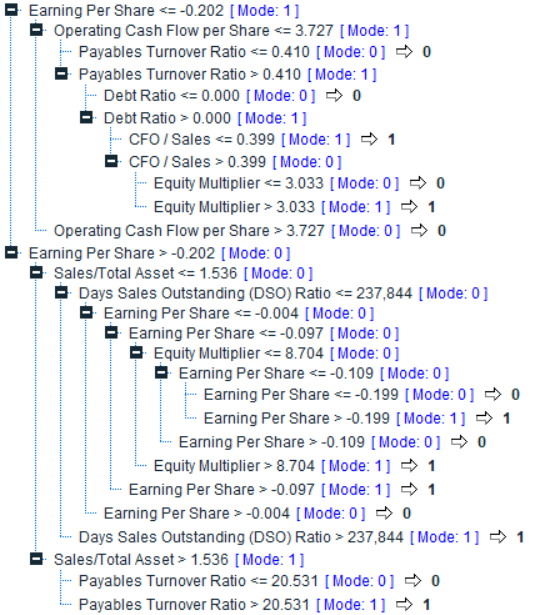 Earning Per Share <= -0.202 [ Mode: 1 ]
Operating Cash Flow per Share <= 3.727 [ Mode: 1 ]
Payables Turnover Ratio <= 0.410 [ Mode: 0 ] ⇨ 0
Payables Turnover Ratio > 0.410 [ Mode: 1 ]
Debt Ratio <= 0.000 [ Mode: 0 ] ⇨ 0
Debt Ratio > 0.000 [ Mode: 1 ]
CFO / Sales <= 0.399 [ Mode: 1 ] ⇨ 1
CFO / Sales > 0.399 [ Mode: 0 ]
Equity Multiplier <= 3.033 [ Mode: 0 ] ⇨ 0
Equity Multiplier > 3.033 [ Mode: 1 ] ⇨ 1
Operating Cash Flow per Share > 3.727 [ Mode: 0 ] ⇨ 0
Earning Per Share > -0.202 [ Mode: 0 ]
Sales/Total Asset <= 1.536 [ Mode: 0 ]
Days Sales Outstanding (DSO) Ratio <= 237,844 [ Mode: 0 ]
Earning Per Share <= -0.004 [ Mode: 0 ]
Earning Per Share <= -0.097 [ Mode: 0 ]
Equity Multiplier <= 8.704 [ Mode: 0 ]
Earning Per Share <= -0.109 [ Mode: 0 ]
Earning Per Share <= -0.199 [ Mode: 0 ] ⇨ 0
Earning Per Share > -0.199 [ Mode: 1 ] ⇨ 1
Earning Per Share > -0.109 [ Mode: 0 ] ⇨ 0
Equity Multiplier > 8.704 [ Mode: 1 ] ⇨ 1
Earning Per Share > -0.097 [ Mode: 1 ] ⇨ 1
Earning Per Share > -0.004 [ Mode: 0 ] ⇨ 0
Days Sales Outstanding (DSO) Ratio > 237,844 [ Mode: 1 ] ⇨ 1
Sales/Total Asset > 1.536 [ Mode: 1 ]
Payables Turnover Ratio <= 20.531 [ Mode: 0 ] ⇨ 0
Payables Turnover Ratio > 20.531 [ Mode: 1 ] ⇨ 1